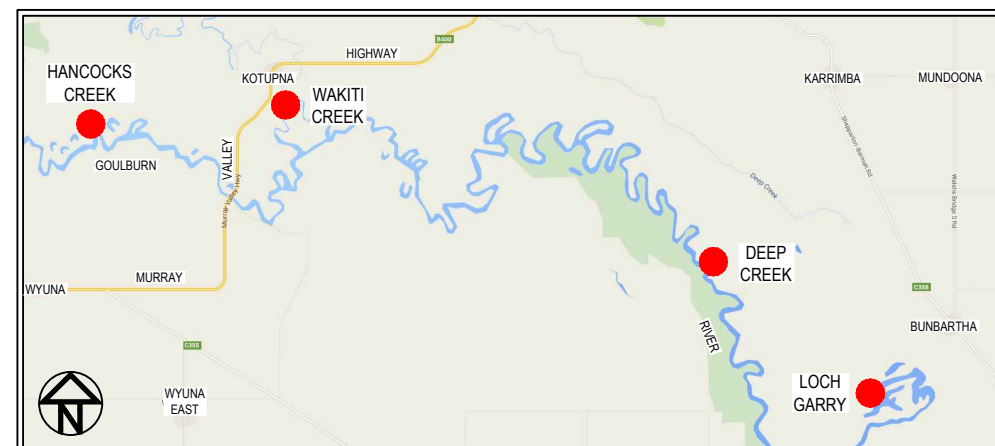 B400
HIGHWAY
HANCOCKS
CREEK
KOTUPNA
WAKITI
CREEK
KARRIMBA
MUNDOONA
Shepparton-Barmah Rd
GOULBURN
VALLEY
Murray Valley Hwy
Deep Creek
Walshs Bridge S Rd
DEEP
CREEK
MURRAY
WYUNA
C358
BUNBARTHA
RIVER
C355
LOCH
GARRY
WYUNA
EAST
N